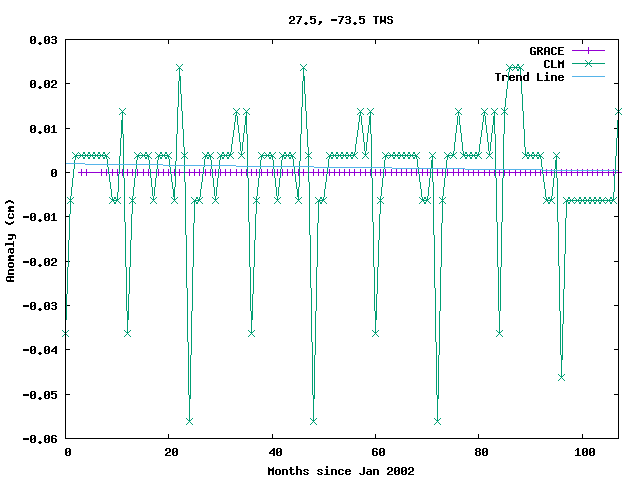 27.5, -73.5 TWS
GRACE
CLM
Trend Line
0.03
0.02
0.01
0
-0.01
-0.02
-0.03
-0.04
-0.05
-0.06
Anomaly (cm)
0 20 40 60 80 100
Months since Jan 2002